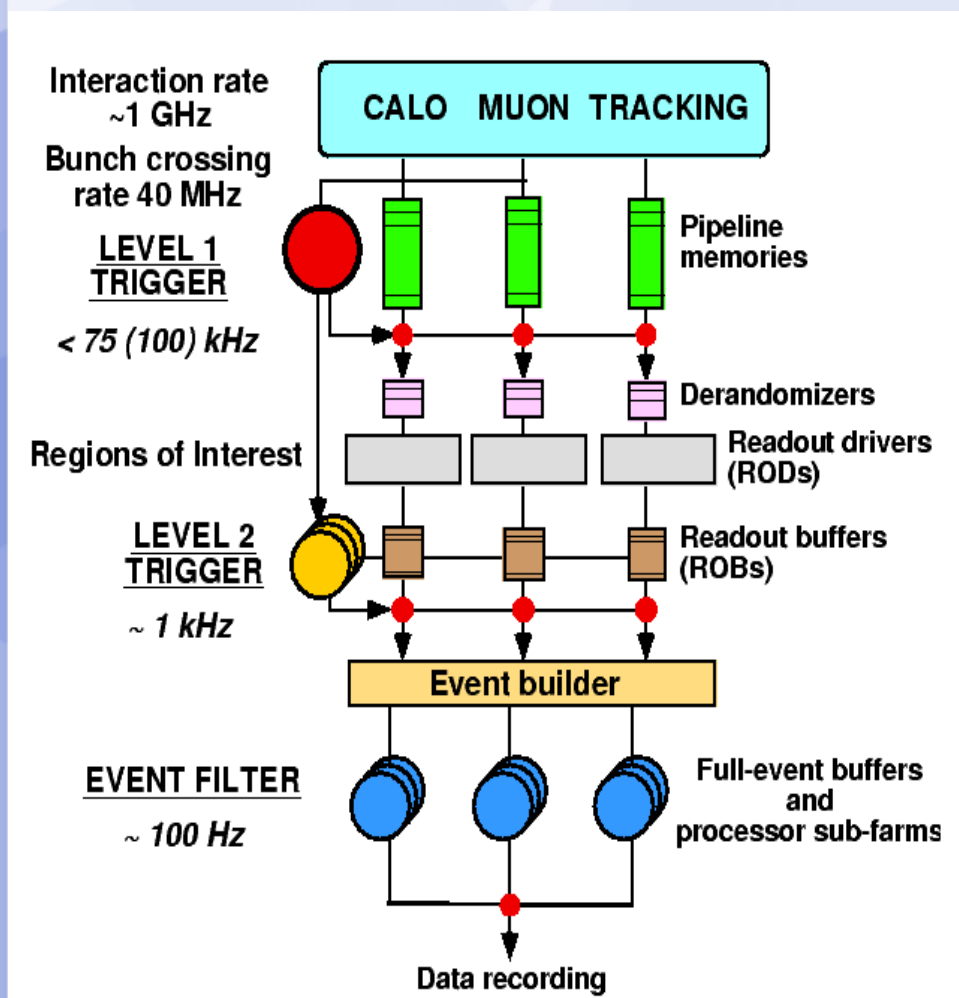 Interaction rate
~1 GHz
CALO MUON TRACKING
Bunch crossing
rate 40 MHz
LEVEL 1
TRIGGER
Pipeline
memories
< 75 (100) kHz
Derandomizers
Regions of Interest
Readout drivers
(RODs)
LEVEL 2
TRIGGER
Readout buffers
(ROBs)
~ 1 kHz
Event builder
EVENT FILTER
~ 100 Hz
Full-event buffers
and
processor sub-farms
Data recording